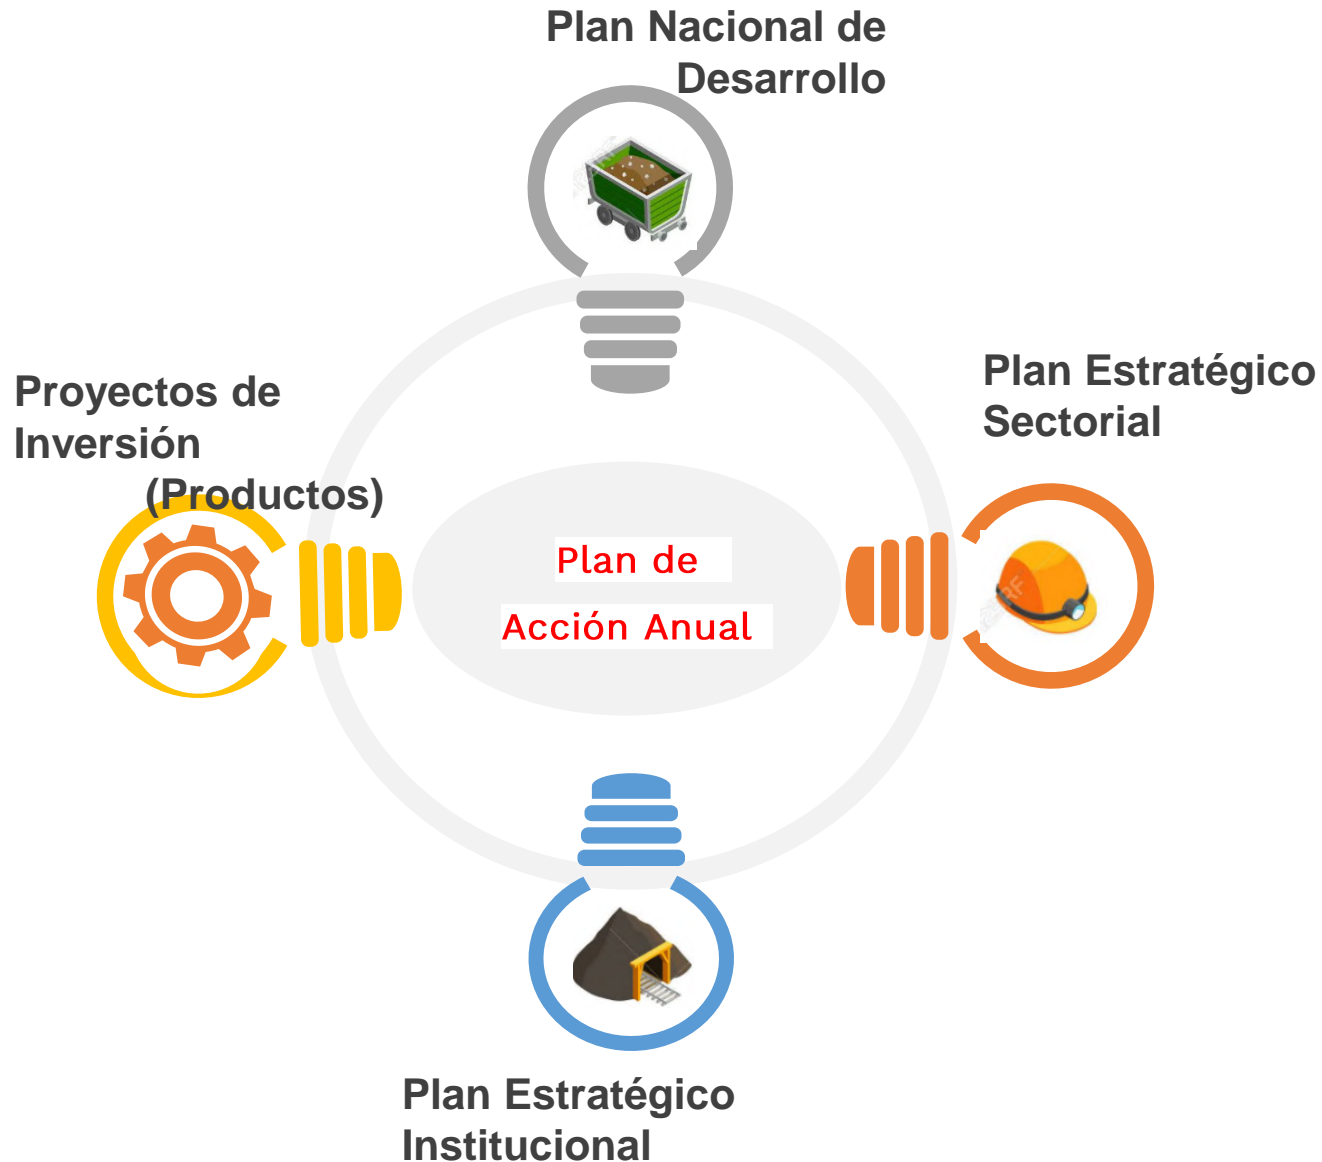 Plan Nacional de
Desarrollo
Plan Estratégico
Sectorial
Proyectos de
Inversión
(Productos)
Plan de
Acción Anual
Plan Estratégico
Institucional